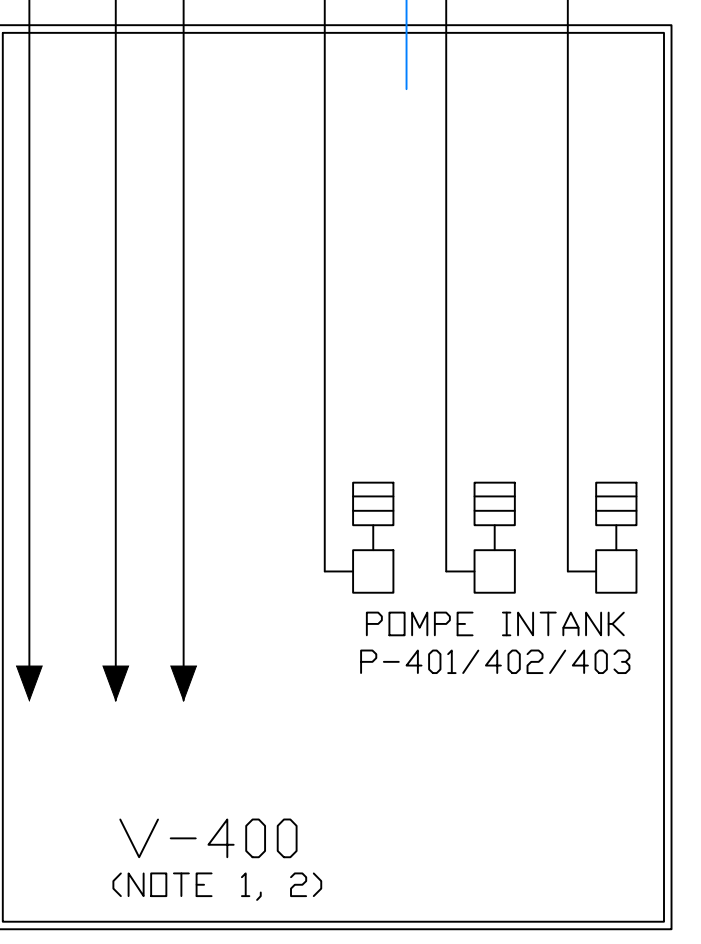 POMPE INTANK
P-401/402/403
V-400
(NOTE 1, 2)